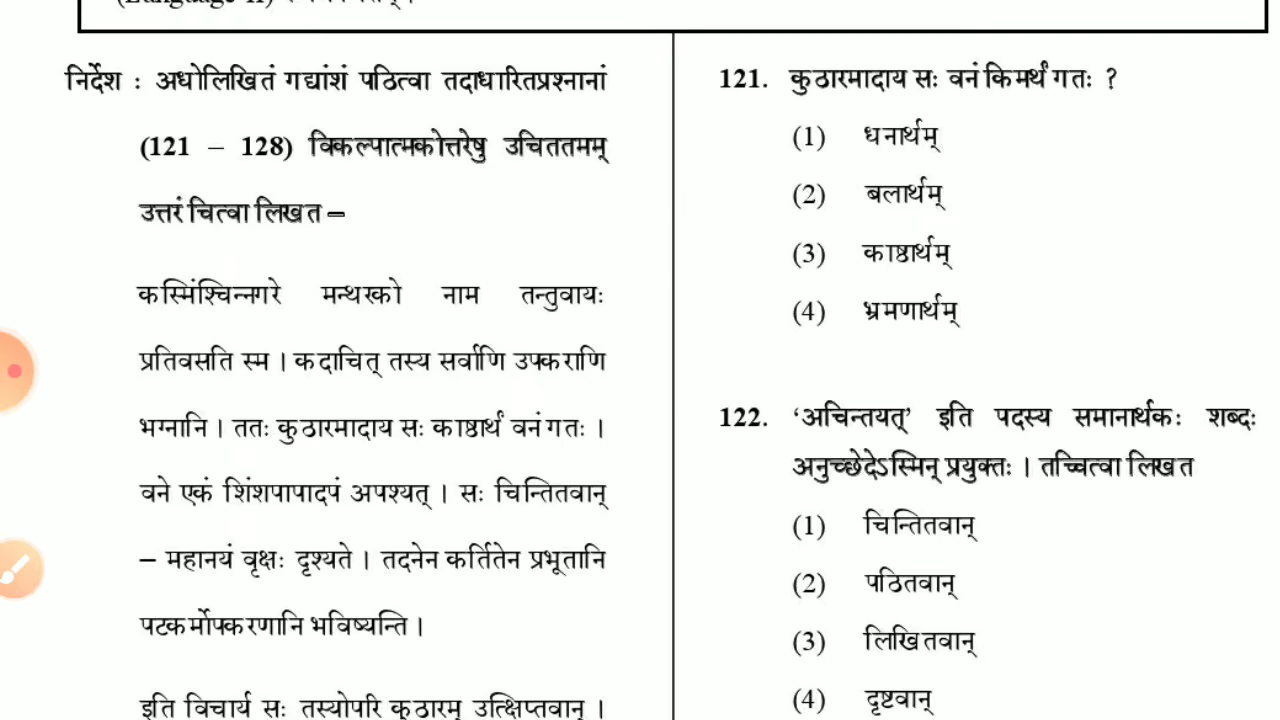 (Language-II)
निर्देश : अधोलिखितं गद्यांशं पठित्वा तदाधारितप्रश्नानां
(121 – 128) विकल्पात्मकोत्तरेषु उचिततमम्
उत्तरं चित्वा लिखत –
कस्मिंश्चिन्नगरे मन्थरको नाम तन्तुवायः
प्रतिवसति स्म । कदाचित् तस्य सर्वाणि उपकराणि
भग्नानि । ततः कुठारमादाय सः काष्ठार्थं वनं गतः ।
वने एकं शिंशपापादपं अपश्यत् । सः चिन्तितवान्
– महानयं वृक्षः दृश्यते । तदनेन कर्तितेन प्रभूतानि
पटकर्मोपकरणानि भविष्यन्ति ।
इति विचार्य सः तस्योपरि कुठारम् उत्क्षिप्तवान् ।
121. कुठारमादाय सः वनं किमर्थं गतः ?
(1) धनार्थम्
(2) बलार्थम्
(3) काष्ठार्थम्
(4) भ्रमणार्थम्
122. ‘अचिन्तयत्’ इति पदस्य समानार्थकः शब्दः
अनुच्छेदेऽस्मिन् प्रयुक्तः । तच्चित्वा लिखत
(1) चिन्तितवान्
(2) पठितवान्
(3) लिखितवान्
(4) दृष्टवान्